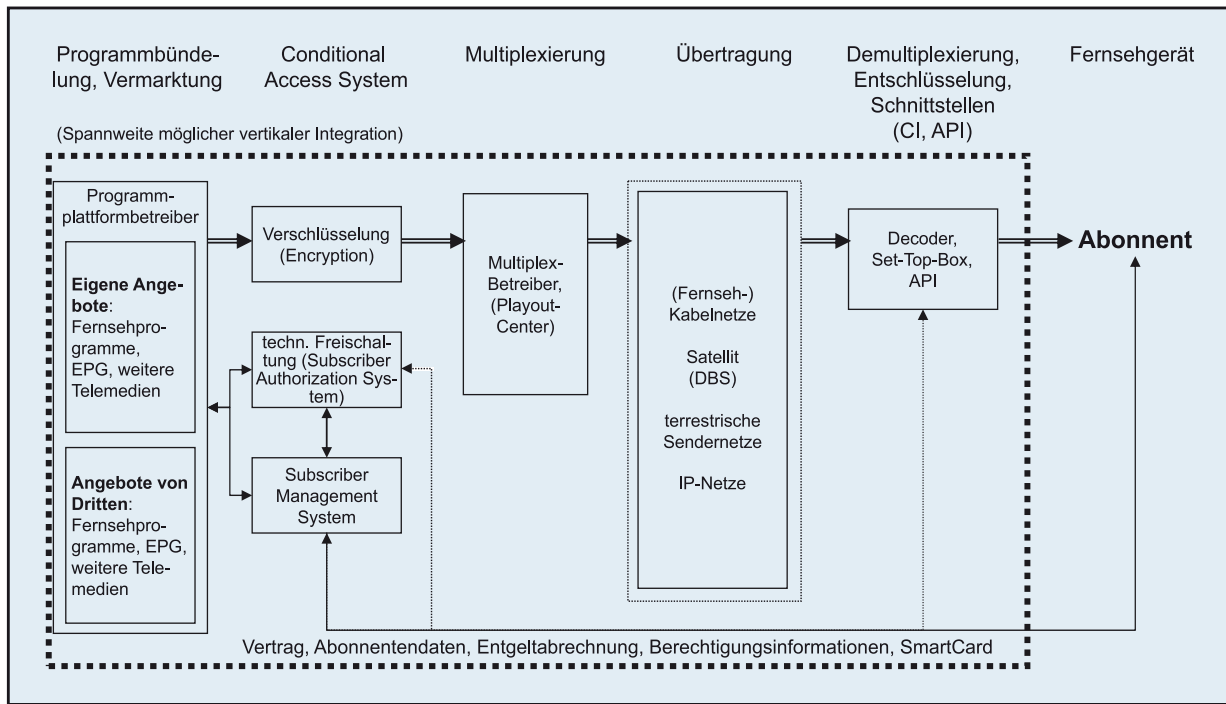 Programmbünde-
lung, Vermarktung
Conditional
Access System
Multiplexierung
Übertragung
Demultiplexierung,
Entschlüsselung,
Schnittstellen
(CI, API)
Fernsehgerät
(Spannweite möglicher vertikaler Integration)
Programm-
plattformbetreiber
Eigene Ange-
bote:
Fernsehpro-
gramme,
EPG, weitere
Telemedien
Angebote von
Dritten:
Fernsehpro-
gramme, EPG,
weitere Tele-
medien
Verschlüsselung
(Encryption)
techn. Freischal-
tung (Subscriber
Authorization Sys-
tem)
Subscriber
Management
System
Multiplex-
Betreiber,
(Playout-
Center)
(Fernseh-)
Kabelnetze
Satellit
(DBS)
terrestrische
Sendernetze
IP-Netze
Decoder,
Set-Top-Box,
API
Abonnent
Vertrag, Abonnentendaten, Entgeltabrechnung, Berechtigungsinformationen, SmartCard